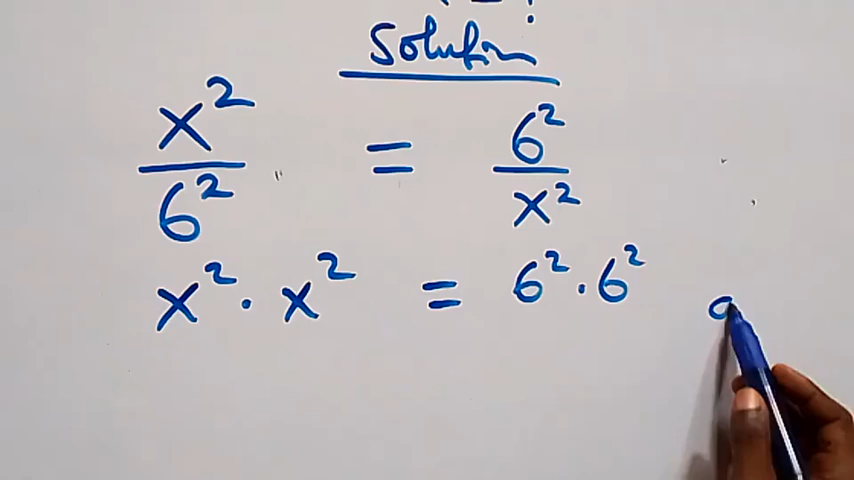 Solution
x² / 6² = 6² / x²
x² · x² = 6² · 6²